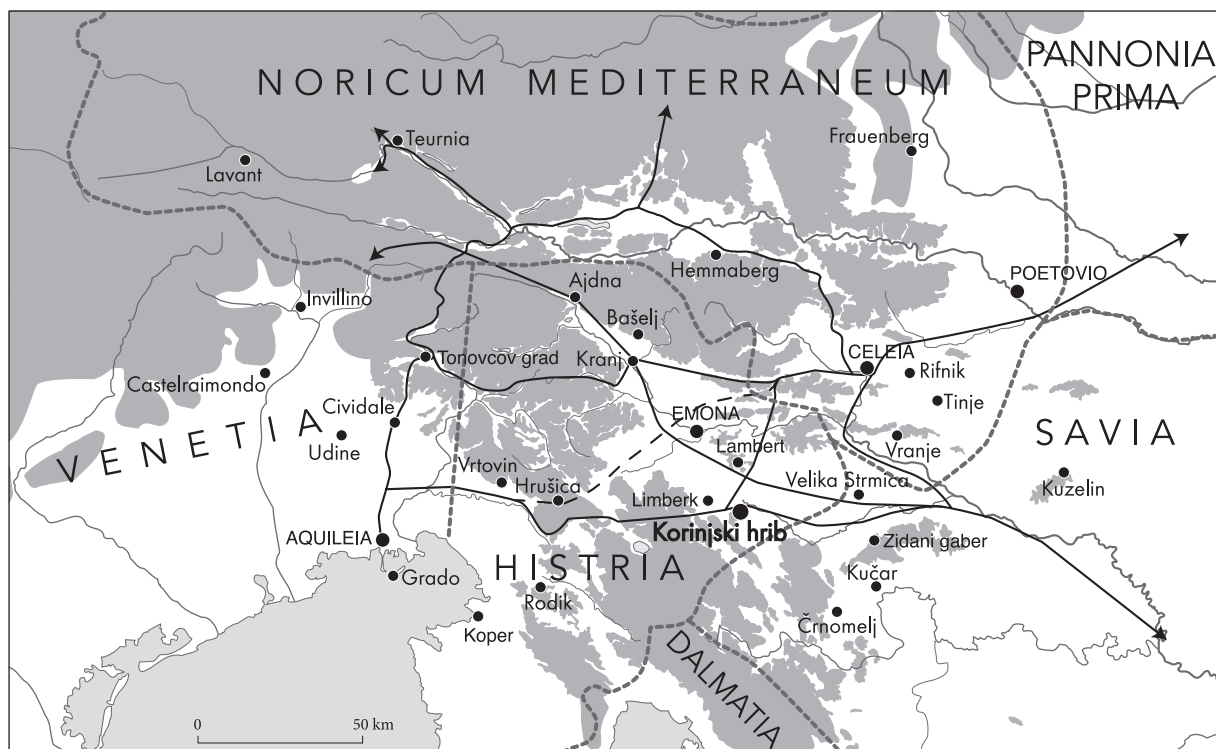 PANNONIA
PRIMA
NORICUM MEDITERRANEUM
Teurnia
Frauenberg
Lavant
Hemmaberg
POETOVIO
Ajdna
Invillino
Bašelj
Tonovcov grad
Kranj
CELEIA
Rifnik
Castelraimondo
Tinje
Cividale
EMONA
VENETIA
Udine
Lambert
Vranje
SAVIA
Vrtovin
Hrušica
Velika Strmica
Kuzelin
Limberk
Korinjski hrib
AQUILEIA
Zidani gaber
HISTRIA
Grado
Kučar
Rodik
Koper
Črnomelj
DALMATIA
0 50 km